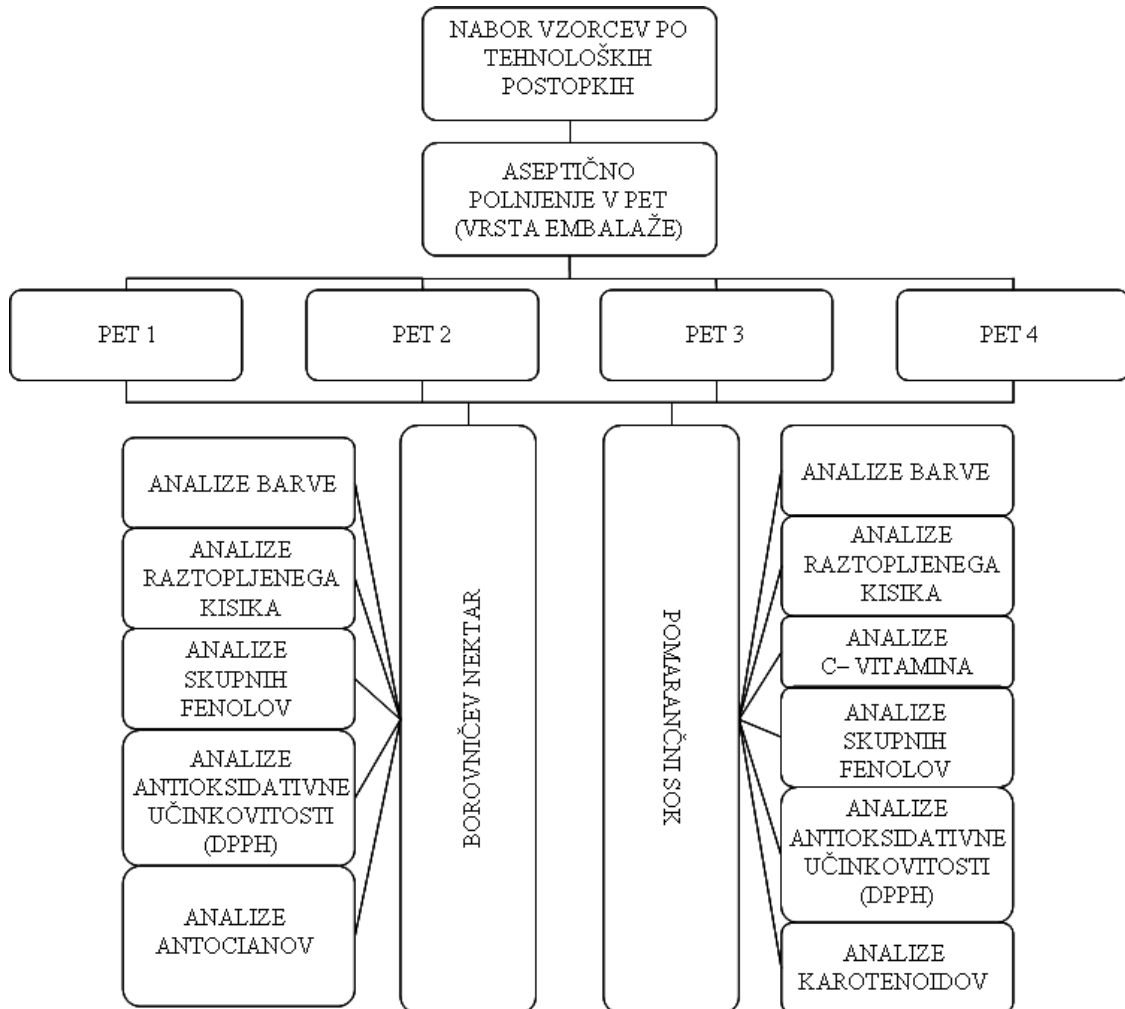 NABOR VZORCEV PO
TEHNOLOŠKIH
POSTOPKIH
ASEPTIČNO
POLNJENJE V PET
(VRSTA EMBALAŽE)
PET 1
PET 2
PET 3
PET 4
ANALIZE BARVE
ANALIZE
RAZTOPLJENEGA
KISIKA
ANALIZE
SKUPNIH
FENOLOV
ANALIZE
ANTIOKSIDATIVNE
UČINKOVITOSTI
(DPPH)
ANALIZE
ANTOCIANOV
BOROVNIČEV NEKTAR
POMARANČNI SOK
ANALIZE BARVE
ANALIZE
RAZTOPLJENEGA
KISIKA
ANALIZE
C– VITAMINA
ANALIZE
SKUPNIH
FENOLOV
ANALIZE
ANTIOKSIDATIVNE
UČINKOVITOSTI
(DPPH)
ANALIZE
KAROTENOIDOV